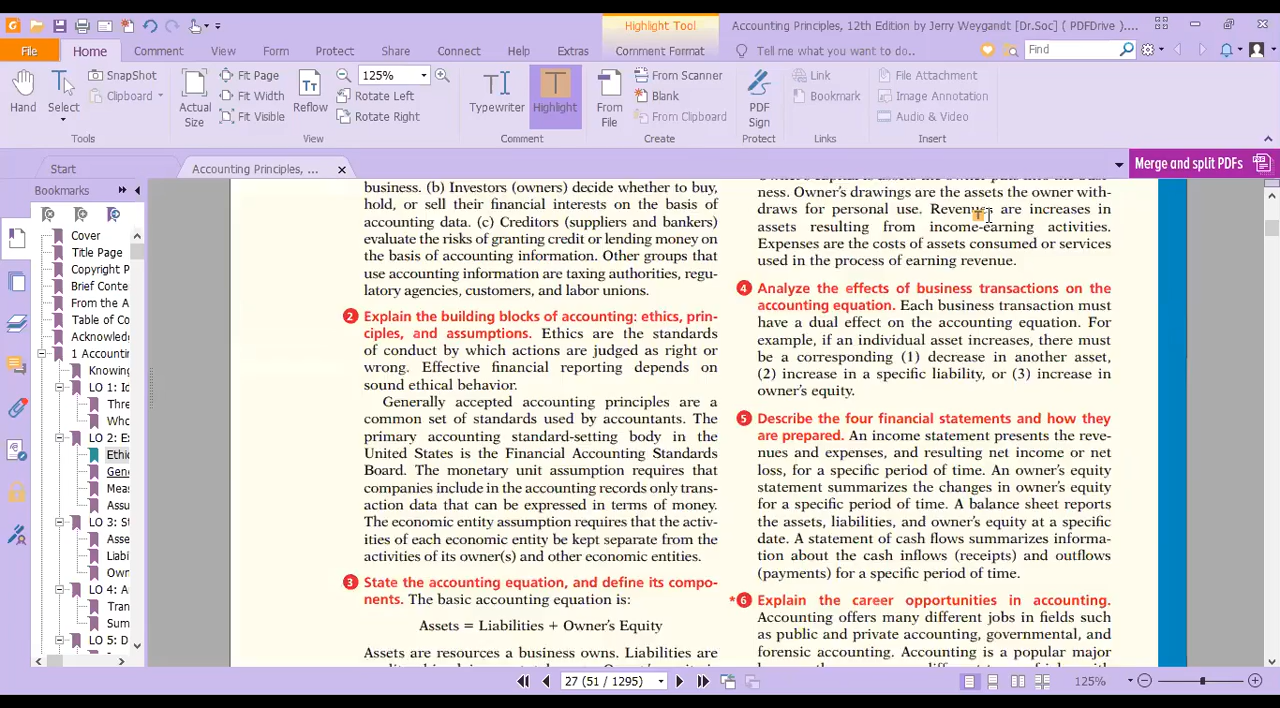 Highlight Tool
Accounting Principles, 12th Edition by Jerry Weygandt [Dr.Soc] ( PDFDrive )....
File
Home
Comment
View
Form
Protect
Share
Connect
Help
Extras
Comment Format
Tell me what you want to do..
Find
Hand
Select
SnapShot
Clipboard
Tools
Actual Size
Fit Page
Fit Width
Fit Visible
Reflow
125%
Rotate Left
Rotate Right
View
Typewriter
Highlight
Comment
From File
From Scanner
Blank
From Clipboard
Create
PDF Sign
Protect
Link
Bookmark
Links
File Attachment
Image Annotation
Audio & Video
Insert
Start
Accounting Principles, ...
Merge and split PDFs
Bookmarks
Cover
Title Page
Copyright P
Brief Conte
From the A
Table of Co
Acknowled
1 Accountin
Knowing
LO 1: Id
Thre
Who
LO 2: Ex
Ethic
Gene
Meas
Assu
LO 3: St
Asse
Liabi
Own
LO 4: A
Tran
Sum
LO 5: D
business. (b) Investors (owners) decide whether to buy,
hold, or sell their financial interests on the basis of
accounting data. (c) Creditors (suppliers and bankers)
evaluate the risks of granting credit or lending money on
the basis of accounting information. Other groups that
use accounting information are taxing authorities, regu-
latory agencies, customers, and labor unions.
2 Explain the building blocks of accounting: ethics, prin-
ciples, and assumptions. Ethics are the standards
of conduct by which actions are judged as right or
wrong. Effective financial reporting depends on
sound ethical behavior.
Generally accepted accounting principles are a
common set of standards used by accountants. The
primary accounting standard-setting body in the
United States is the Financial Accounting Standards
Board. The monetary unit assumption requires that
companies include in the accounting records only trans-
action data that can be expressed in terms of money.
The economic entity assumption requires that the activ-
ities of each economic entity be kept separate from the
activities of its owner(s) and other economic entities.
3 State the accounting equation, and define its compo-
nents. The basic accounting equation is:
Assets = Liabilities + Owner's Equity
Assets are resources a business owns. Liabilities are
ness. Owner's drawings are the assets the owner with-
draws for personal use. Revenues are increases in
assets resulting from income-earning activities.
Expenses are the costs of assets consumed or services
used in the process of earning revenue.
4 Analyze the effects of business transactions on the
accounting equation. Each business transaction must
have a dual effect on the accounting equation. For
example, if an individual asset increases, there must
be a corresponding (1) decrease in another asset,
(2) increase in a specific liability, or (3) increase in
owner's equity.
5 Describe the four financial statements and how they
are prepared. An income statement presents the reve-
nues and expenses, and resulting net income or net
loss, for a specific period of time. An owner's equity
statement summarizes the changes in owner's equity
for a specific period of time. A balance sheet reports
the assets, liabilities, and owner's equity at a specific
date. A statement of cash flows summarizes informa-
tion about the cash inflows (receipts) and outflows
(payments) for a specific period of time.
*6 Explain the career opportunities in accounting.
Accounting offers many different jobs in fields such
as public and private accounting, governmental, and
forensic accounting. Accounting is a popular major
27 (51 / 1295)
125%